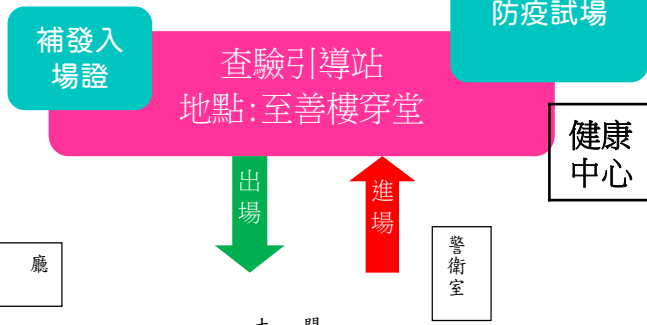 防疫試場
補發入
場證
查驗引導站
地點:至善樓穿堂
健康
中心
出
場
進
場
廳
警
衛
室